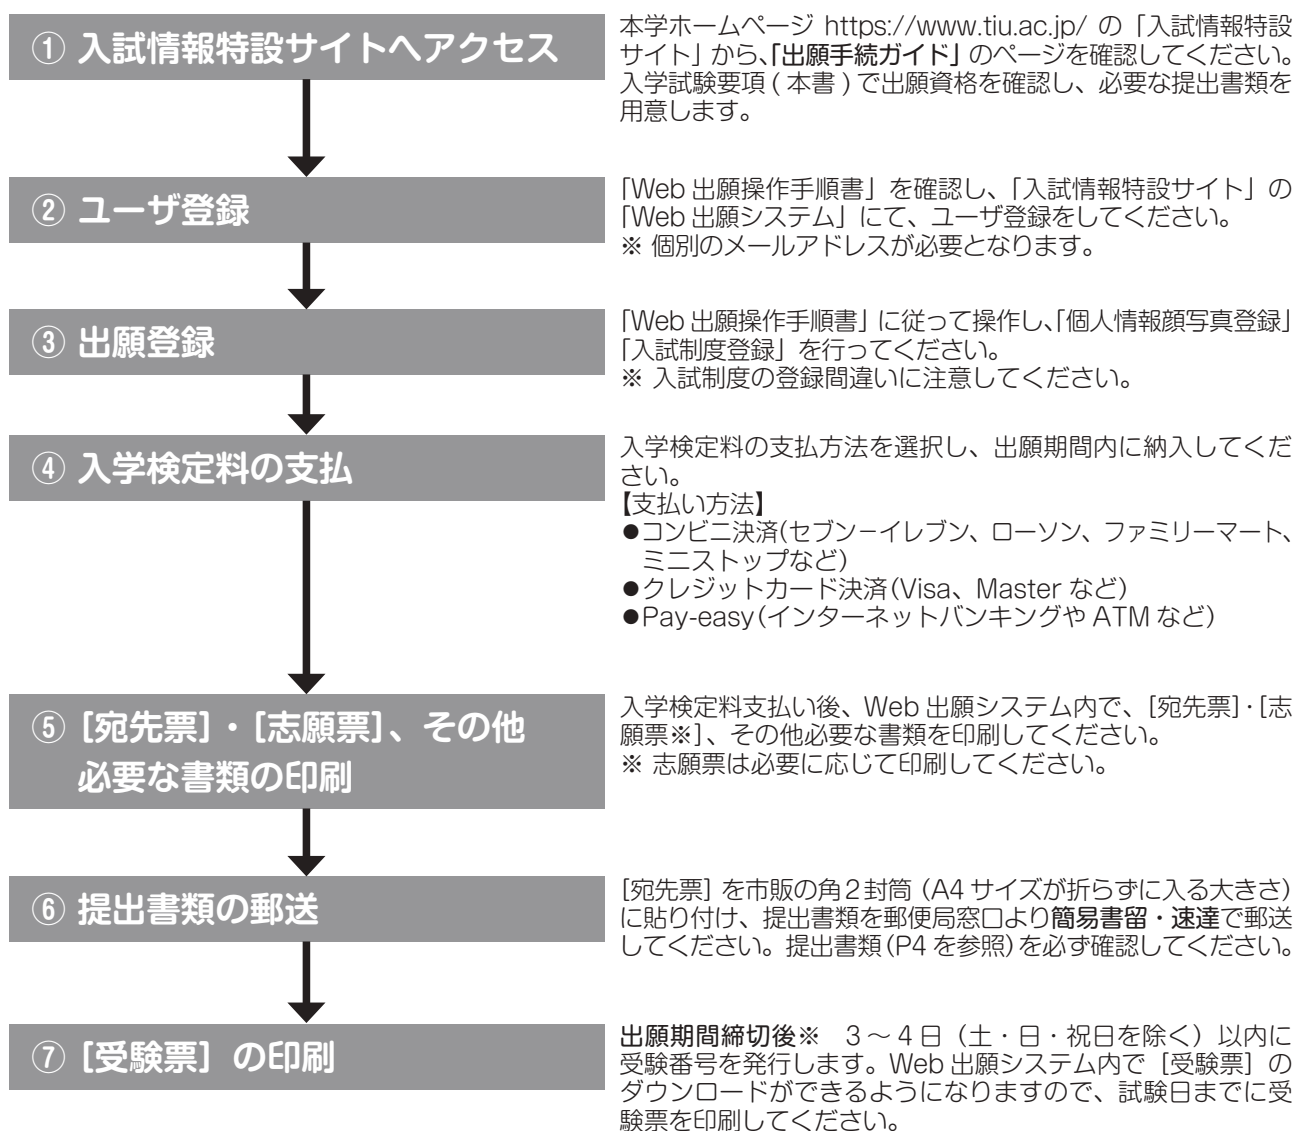 ① 入試情報特設サイトへアクセス
本学ホームページ https://www.tiu.ac.jp/ の「入試情報特設
サイト」から、「出願手続ガイド」のページを確認してください。
入学試験要項 ( 本書 ) で出願資格を確認し、必要な提出書類を
用意します。
② ユーザ登録
「Web 出願操作手順書」を確認し、「入試情報特設サイト」の
「Web 出願システム」にて、ユーザ登録をしてください。
※ 個別のメールアドレスが必要となります。
③ 出願登録
「Web 出願操作手順書」に従って操作し、「個人情報顔写真登録」
「入試制度登録」を行ってください。
※ 入試制度の登録間違いに注意してください。
④ 入学検定料の支払
入学検定料の支払方法を選択し、出願期間内に納入してくだ
さい。
【支払い方法】
●コンビニ決済(セブン−イレブン、ローソン、ファミリーマート、
ミニストップなど)
●クレジットカード決済(Visa、Master など)
●Pay-easy(インターネットバンキングや ATM など)
⑤ [宛先票]・[志願票]、その他
必要な書類の印刷
入学検定料支払い後、Web 出願システム内で、[宛先票]・[志
願票※]、その他必要な書類を印刷してください。
※ 志願票は必要に応じて印刷してください。
⑥ 提出書類の郵送
[宛先票] を市販の角２封筒 (A4 サイズが折らずに入る大きさ)
に貼り付け、提出書類を郵便局窓口より簡易書留・速達で郵送
してください。提出書類(P4 を参照)を必ず確認してください。
⑦ [受験票] の印刷
出願期間締切後※　３～４日（土・日・祝日を除く）以内に
受験番号を発行します。Web 出願システム内で［受験票］の
ダウンロードができるようになりますので、試験日までに受
験票を印刷してください。